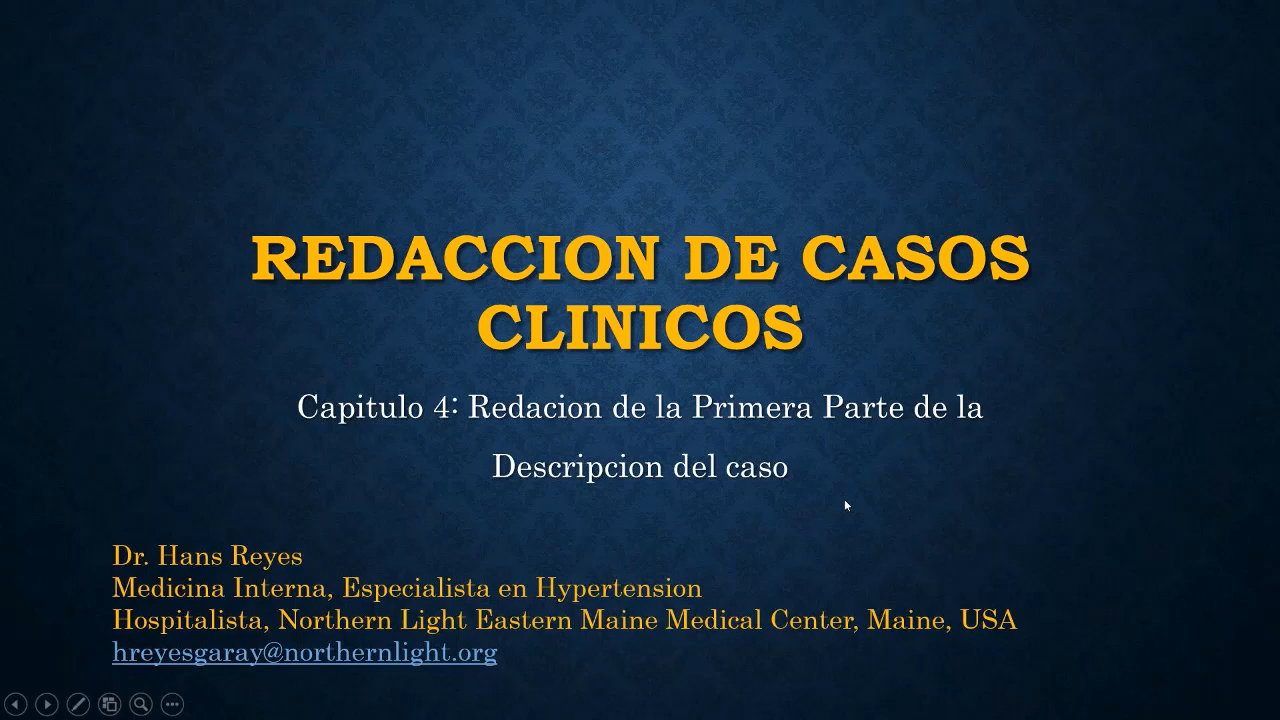 REDACCION DE CASOS
CLINICOS
Capitulo 4: Redacion de la Primera Parte de la
Descripcion del caso
Dr. Hans Reyes
Medicina Interna, Especialista en Hypertension
Hospitalista, Northern Light Eastern Maine Medical Center, Maine, USA
hreyesgaray@northernlight.org